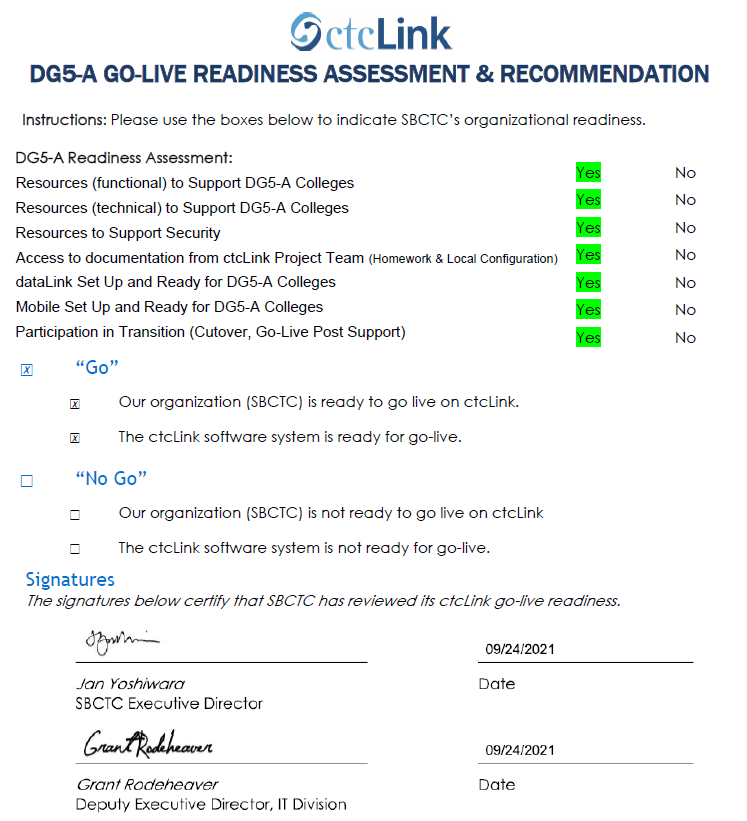 ctcLink
DG5-A GO-LIVE READINESS ASSESSMENT & RECOMMENDATION
Instructions: Please use the boxes below to indicate SBCTC's organizational readiness.
DG5-A Readiness Assessment:
Resources (functional) to Support DG5-A Colleges Yes No
Resources (technical) to Support DG5-A Colleges Yes No
Resources to Support Security Yes No
Access to documentation from ctcLink Project Team (Homework & Local Configuration) Yes No
dataLink Set Up and Ready for DG5-A Colleges Yes No
Mobile Set Up and Ready for DG5-A Colleges Yes No
Participation in Transition (Cutover, Go-Live Post Support) Yes No
☒ “Go”
☒ Our organization (SBCTC) is ready to go live on ctcLink.
☒ The ctcLink software system is ready for go-live.
☐ “No Go”
☐ Our organization (SBCTC) is not ready to go live on ctcLink
☐ The ctcLink software system is not ready for go-live.
Signatures
The signatures below certify that SBCTC has reviewed its ctcLink go-live readiness.
09/24/2021
Jan Yoshiwara Date
SBCTC Executive Director
Grant Rodeheaver 09/24/2021
Grant Rodeheaver Date
Deputy Executive Director, IT Division